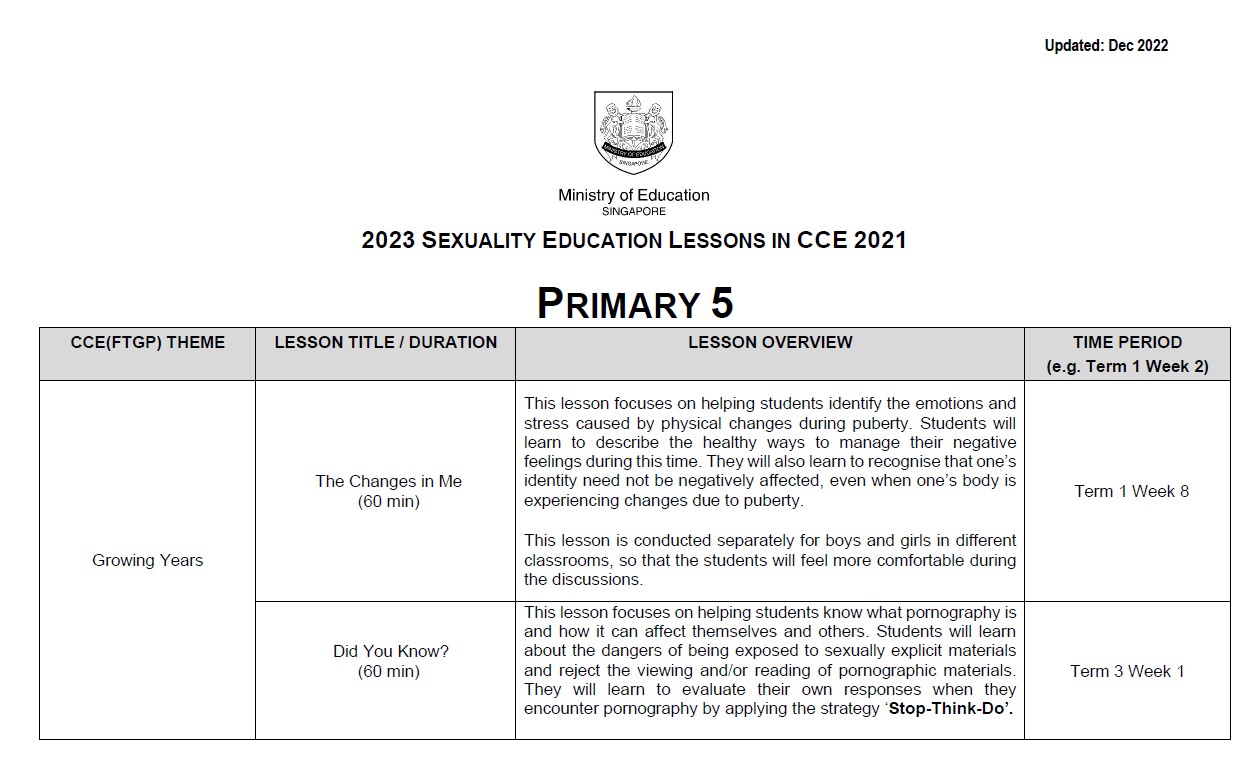 Updated: Dec 2022
MINISTRY OF EDUCATION
SINGAPORE
Ministry of Education
SINGAPORE
2023 SEXUALITY EDUCATION LESSONS IN CCE 2021
PRIMARY 5
CCE(FTGP) THEME
LESSON TITLE / DURATION
LESSON OVERVIEW
TIME PERIOD
(e.g. Term 1 Week 2)
Growing Years
The Changes in Me
(60 min)
This lesson focuses on helping students identify the emotions and
stress caused by physical changes during puberty. Students will
learn to describe the healthy ways to manage their negative
feelings during this time. They will also learn to recognise that one’s
identity need not be negatively affected, even when one’s body is
experiencing changes due to puberty.
This lesson is conducted separately for boys and girls in different
classrooms, so that the students will feel more comfortable during
the discussions.
Term 1 Week 8
Did You Know?
(60 min)
This lesson focuses on helping students know what pornography is
and how it can affect themselves and others. Students will learn
about the dangers of being exposed to sexually explicit materials
and reject the viewing and/or reading of pornographic materials.
They will learn to evaluate their own responses when they
encounter pornography by applying the strategy ‘Stop-Think-Do’.
Term 3 Week 1